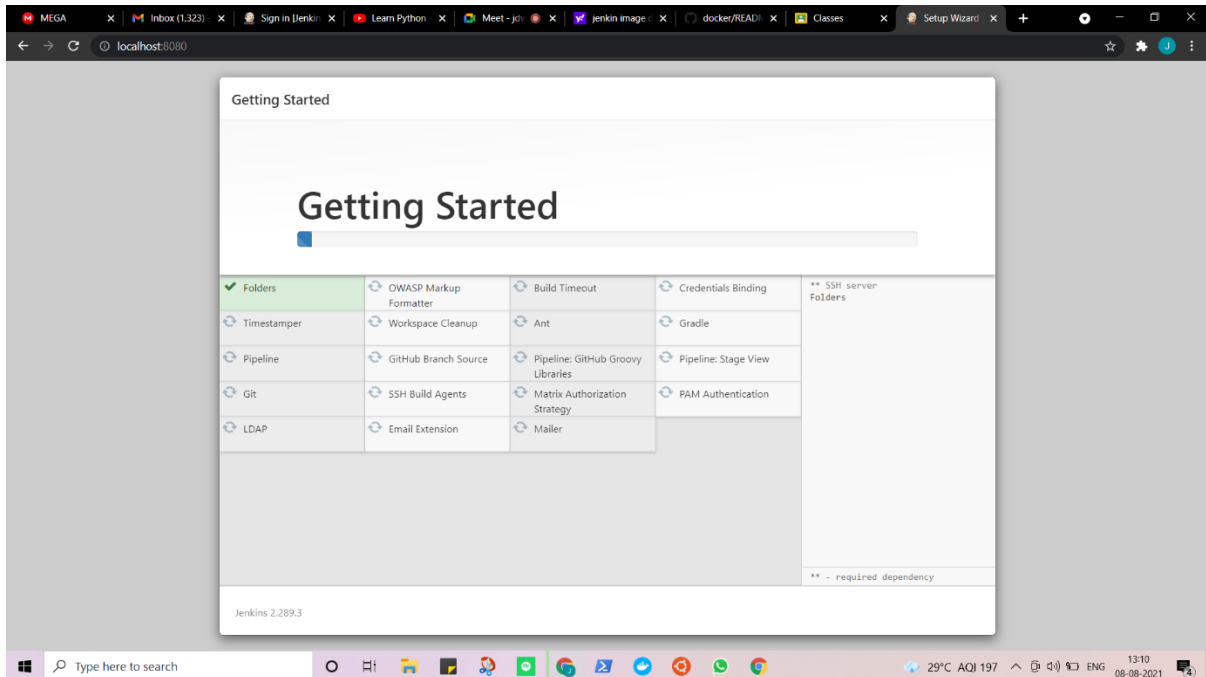 MEGA
Inbox (1,323) -
Sign in [Jenkin
Learn Python -
Meet - jdv
jenkin image d
docker/READM
Classes
Setup Wizard
localhost:8080
J
Getting Started
Getting Started
Folders
OWASP Markup
Formatter
Build Timeout
Credentials Binding
Timestamper
Workspace Cleanup
Ant
Gradle
Pipeline
GitHub Branch Source
Pipeline: GitHub Groovy
Libraries
Pipeline: Stage View
Git
SSH Build Agents
Matrix Authorization
Strategy
PAM Authentication
LDAP
Email Extension
Mailer
** SSH server
Folders
** - required dependency
Jenkins 2.289.3
Type here to search
29°C AQI 197
ENG
13:10
08-08-2021
4